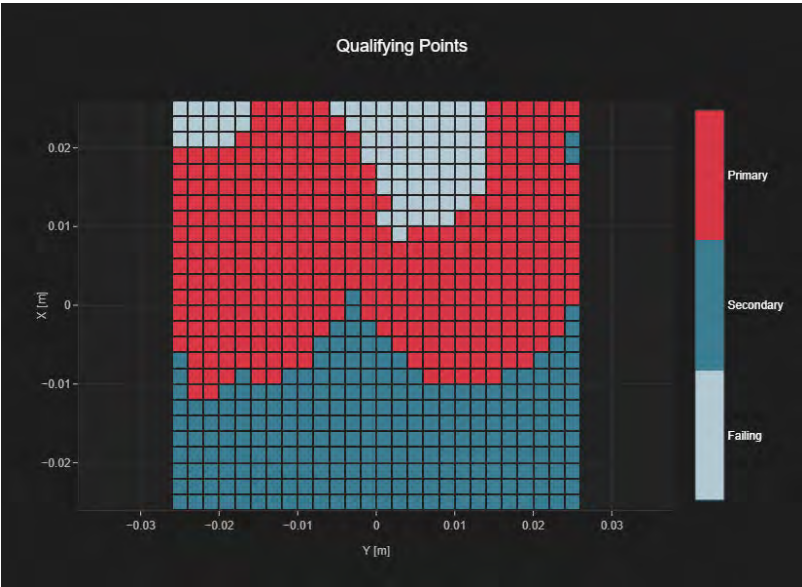 Qualifying Points
0.02
0.01
0
−0.01
−0.02
X [m]
−0.03
−0.02
−0.01
0
0.01
0.02
0.03
Y [m]
Primary
Secondary
Failing